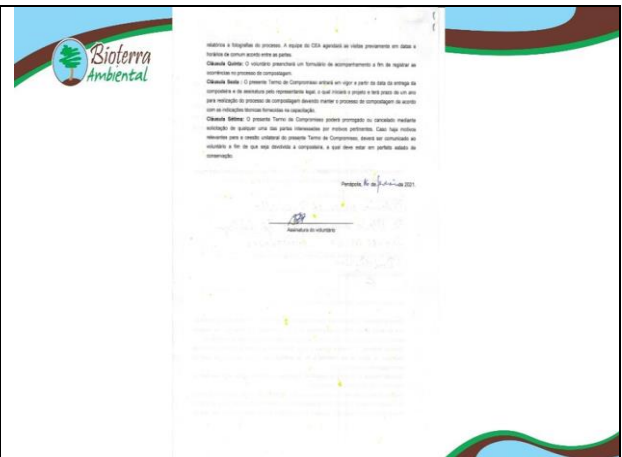 Bioterra
Ambiental
relatórios e fotografias do processo. A equipe do CEA agendará as visitas previamente em datas e
horários de comum acordo entre as partes.
Cláusula Quinta: O voluntário preencherá um formulário de acompanhamento a fim de registrar as
ocorrências no processo de compostagem.
Cláusula Sexta : O presente Termo de Compromisso entrará em vigor a partir da data da entrega da
composteira e de assinatura pelo representante legal, o qual iniciará o projeto e terá prazo de um ano
para realização do processo de compostagem devendo manter o processo de compostagem de acordo
com as indicações técnicas fornecidas na capacitação.
Cláusula Sétima: O presente Termo de Compromisso poderá prorrogado ou cancelado mediante
solicitação de qualquer uma das partes interessadas por motivos pertinentes. Caso haja motivos
relevantes para a cessão unilateral do presente Termo de Compromisso, deverá ser comunicado ao
voluntário a fim de que seja devolvida a composteira, a qual deve estar em perfeito estado de
conservação.
Penápolis, de de 2021.
Assinatura do voluntário